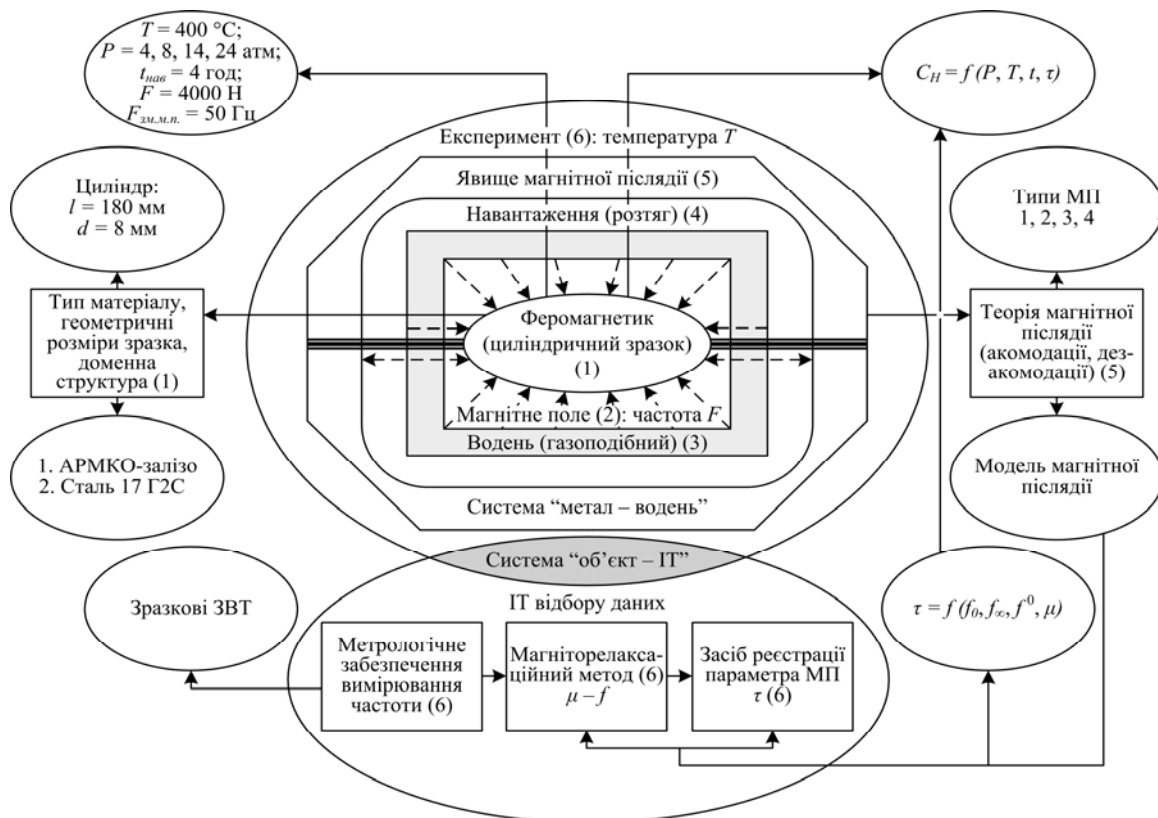 T = 400 °C;
P = 4, 8, 14, 24 атм;
tнав = 4 год;
F = 4000 Н
Fзм.м.п. = 50 Гц
CH = f (P, T, t, τ)
Експеримент (6): температура T
Явище магнітної післядії (5)
Навантаження (розтяг) (4)
Циліндр:
l = 180 мм
d = 8 мм
Типи МП
1, 2, 3, 4
Тип матеріалу,
геометричні
розміри зразка,
доменна
структура (1)
Феромагнетик
(циліндричний зразок)
(1)
Теорія магнітної
післядії
(акомодації, дез-
акомодації) (5)
Магнітне поле (2): частота F
Водень (газоподібний) (3)
1. АРМКО-залізо
2. Сталь 17 Г2С
Модель магнітної
післядії
Система “метал – водень”
Система “об’єкт – ІТ”
Зразкові ЗВТ
ІТ відбору даних
τ = f (f0, f∞, f⁰, μ)
Метрологічне
забезпечення
вимірювання
частоти (6)
Магніторелакса-
ційний метод (6)
μ – f
Засіб реєстрації
параметра МП
τ (6)